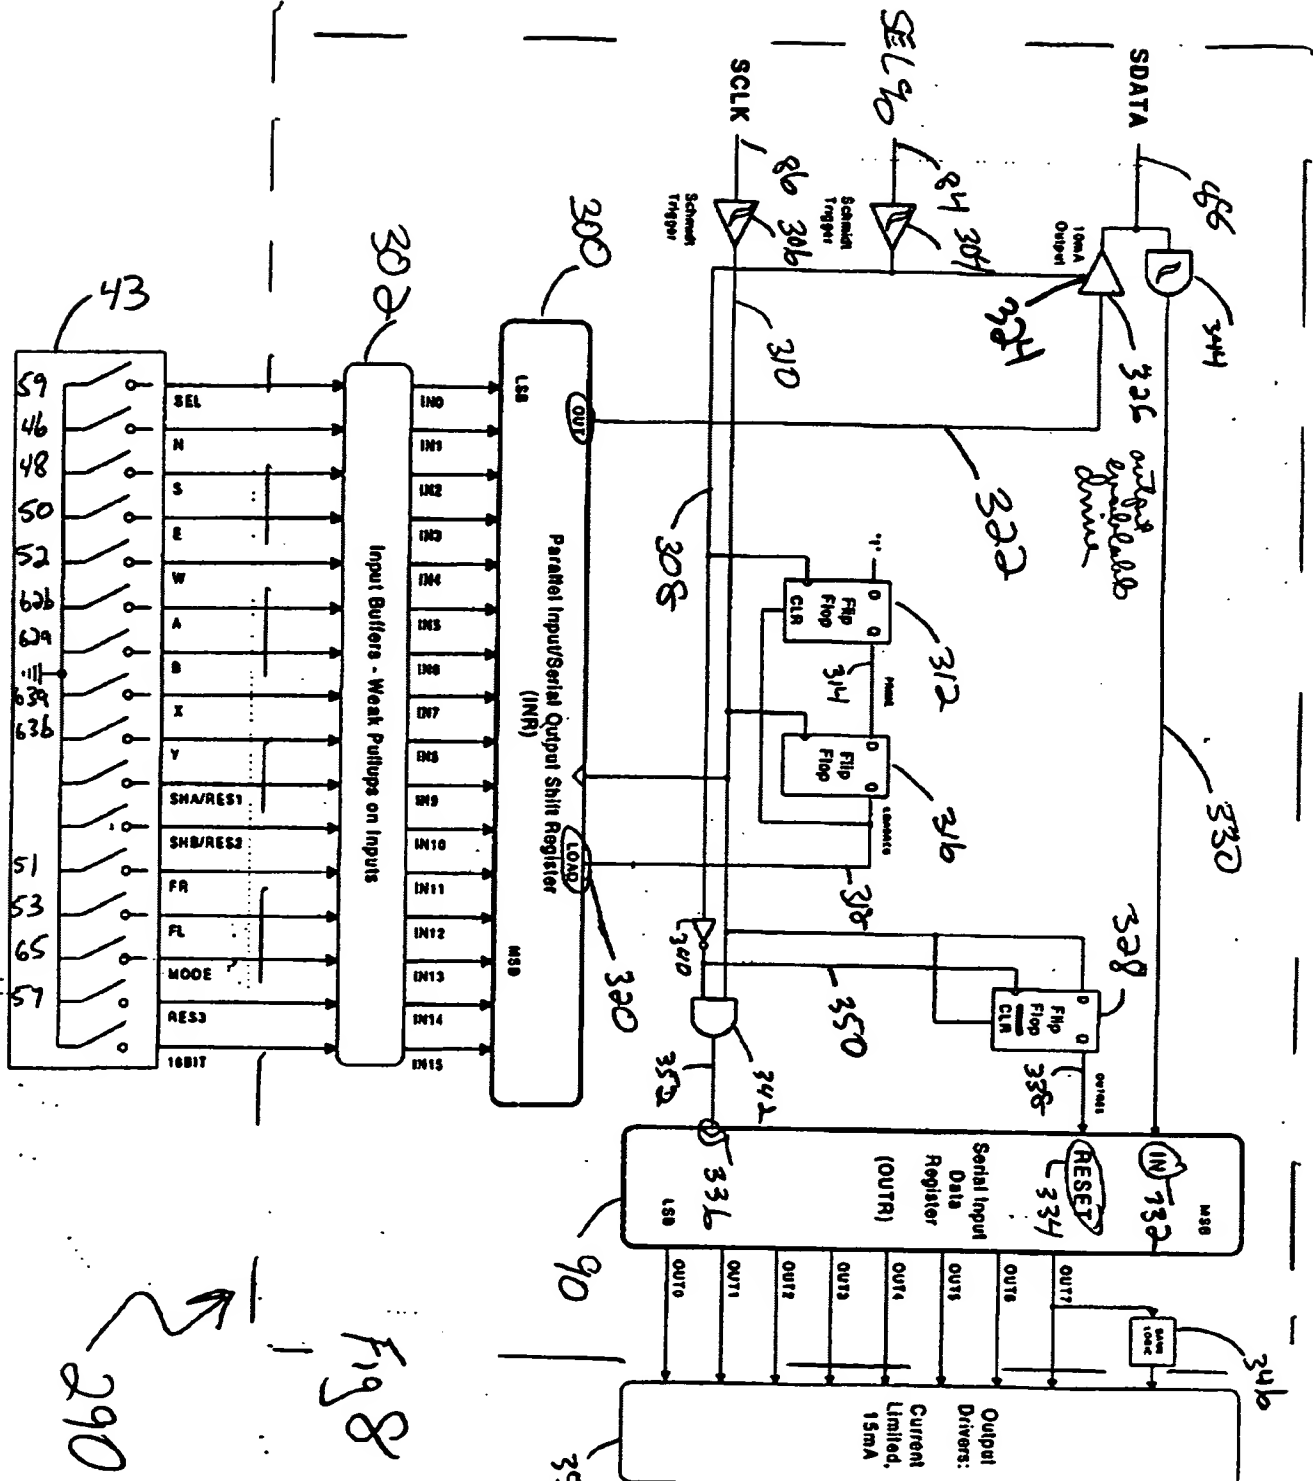 SDATA
466
344
10mA
Output
324
326
output
drive
330
SEL90
84
304
Schmidt
Trigger
SCLK
86
306
Schmidt
Trigger
310
308
322
"1"
D
Q
Flip
Flop
CLR
312
314
D
Q
Flip
Flop
316
318
320
340
350
342
352
D
Q
Flip
Flop
CLR
328
338
IN
332
MSB
RESET
334
Serial Input
Data
Register
(OUTR)
336
LSB
90
OUT7
OUT6
OUT5
OUT4
OUT3
OUT2
OUT1
OUT0
346
Output
Drivers:
Current
Limited,
15mA
300
LSB
OUT
Parallel Input/Serial Output Shift Register
(INR)
LOAD
MSB
IN0
IN1
IN2
IN3
IN4
IN5
IN6
IN7
IN8
IN9
IN10
IN11
IN12
IN13
IN14
IN15
302
Input Buffers - Weak Pullups on Inputs
SEL
N
S
E
W
A
B
X
Y
SHA/RES1
SHB/RES2
FR
FL
MODE
RES3
16BIT
43
59
46
48
50
52
62b
62a
63a
63b
51
53
65
57
Fig 8
290